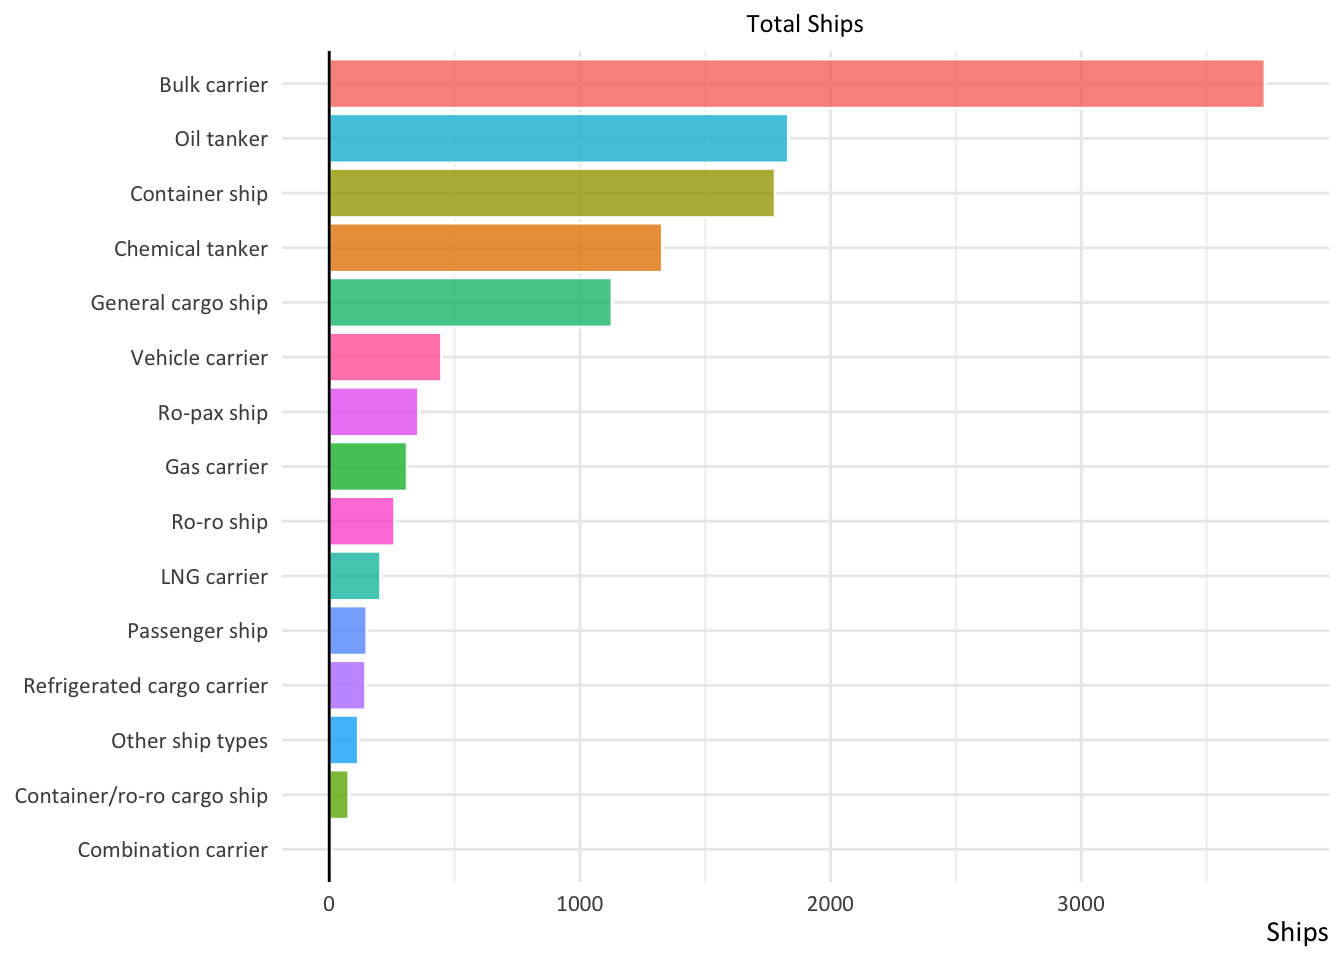 Total Ships
Bulk carrier
Oil tanker
Container ship
Chemical tanker
General cargo ship
Vehicle carrier
Ro-pax ship
Gas carrier
Ro-ro ship
LNG carrier
Passenger ship
Refrigerated cargo carrier
Other ship types
Container/ro-ro cargo ship
Combination carrier
0 1000 2000 3000
Ships